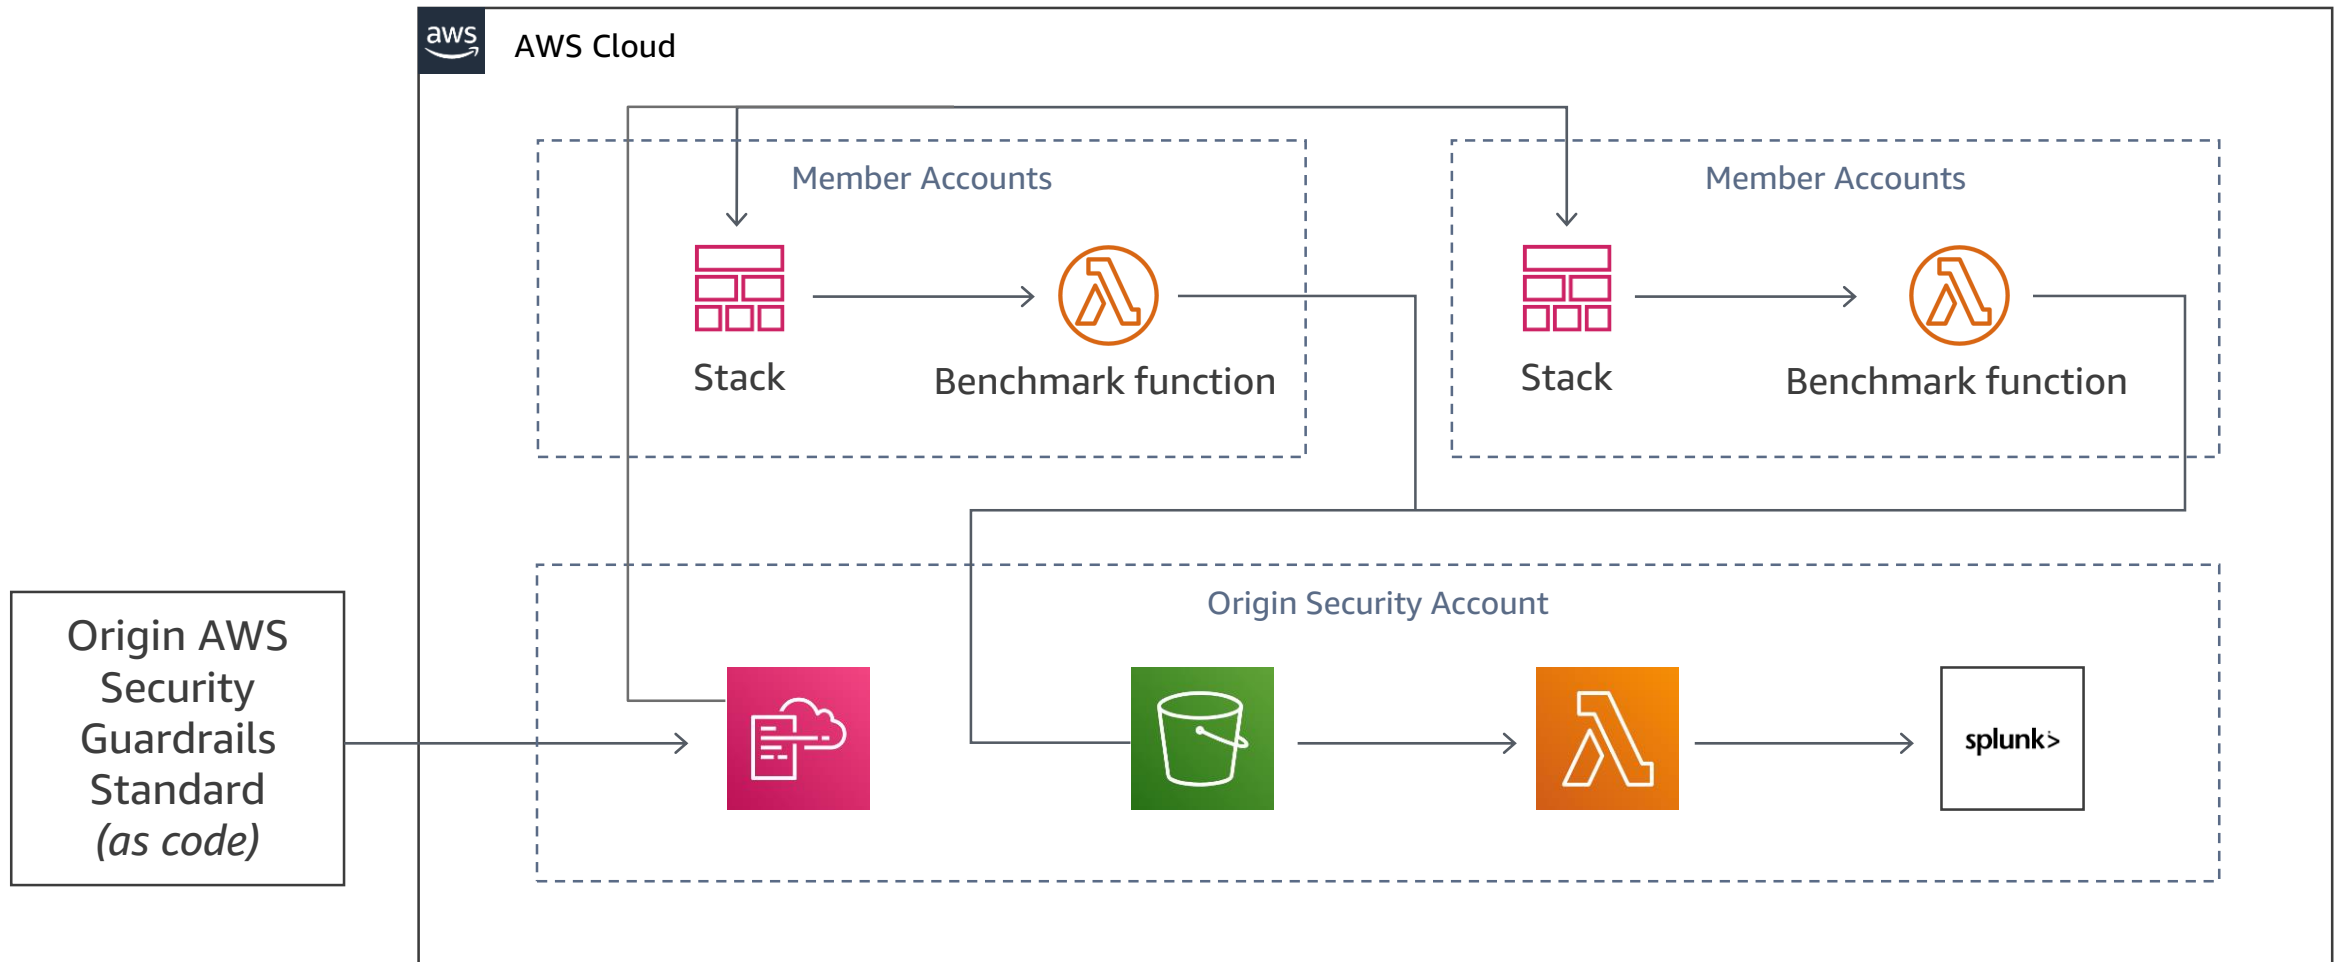 aws
AWS Cloud
Member Accounts
Stack
Benchmark function
Member Accounts
Stack
Benchmark function
Origin AWS
Security
Guardrails
Standard
(as code)
Origin Security Account
splunk>